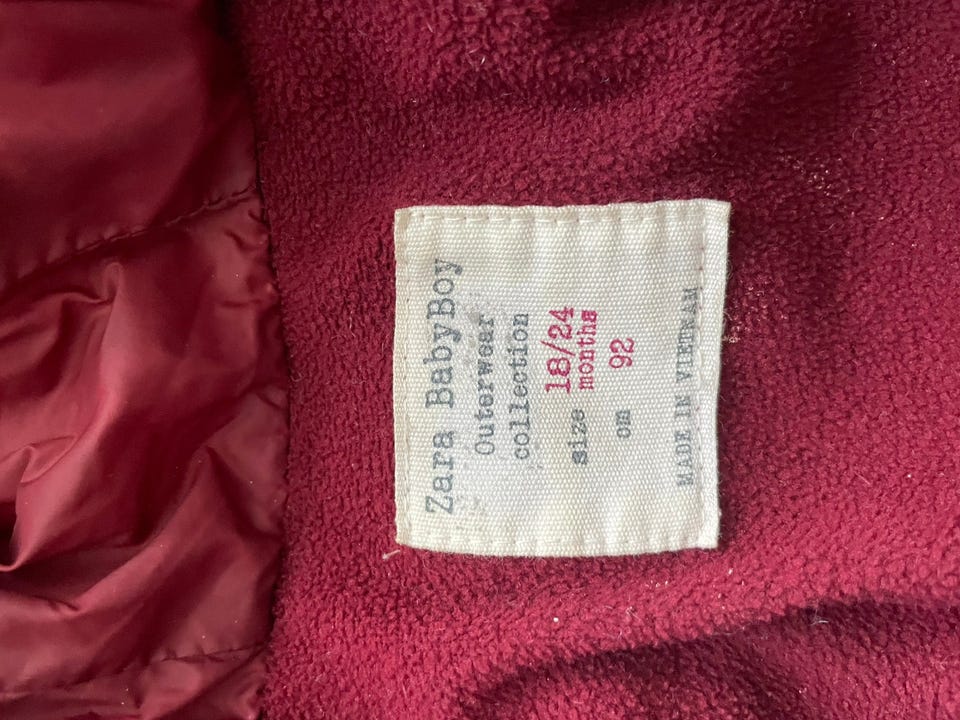 Zara BabyBoy
Outerwear
collection
size 18/24
months
cm 92
MADE IN VIETNAM